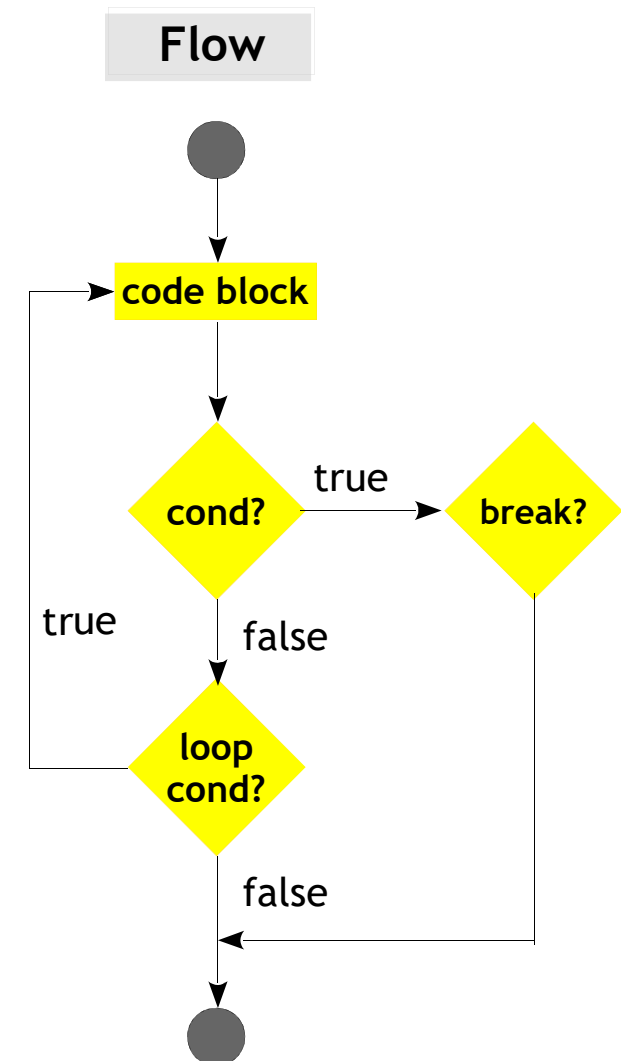 Flow
code block
cond?
true
break?
true
false
loop
cond?
false